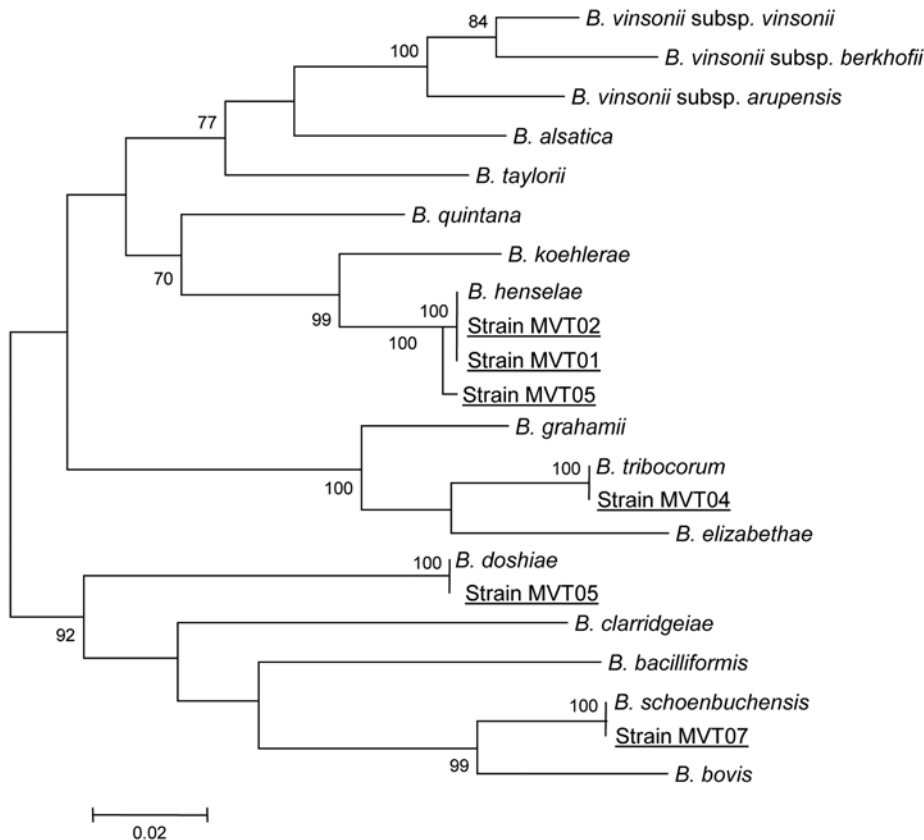 84
B. vinsonii subsp. vinsonii
100
B. vinsonii subsp. berkhofii
B. vinsonii subsp. arupensis
77
B. alsatica
B. taylorii
B. quintana
70
B. koehlerae
99
B. henselae
100
Strain MVT02
100
Strain MVT01
Strain MVT05
B. grahamii
100
B. tribocorum
100
Strain MVT04
B. elizabethae
100
B. doshiae
Strain MVT05
92
B. clarridgeiae
B. bacilliformis
B. schoenbuchensis
100
Strain MVT07
99
B. bovis
0.02